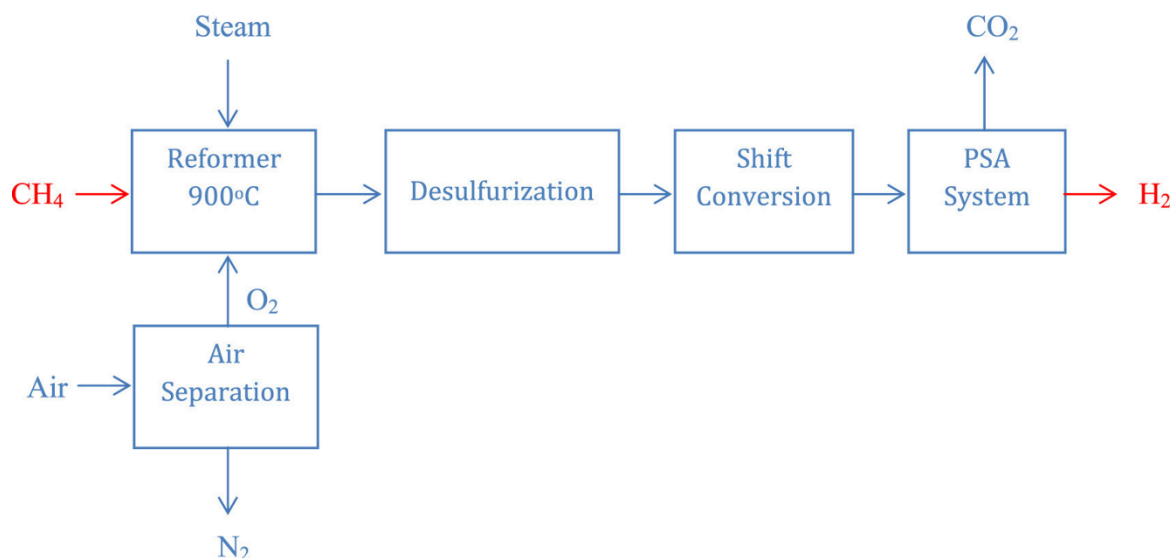 Steam
CO₂
CH₄
Reformer
900ºC
Desulfurization
Shift
Conversion
PSA
System
H₂
O₂
Air
Air
Separation
N₂